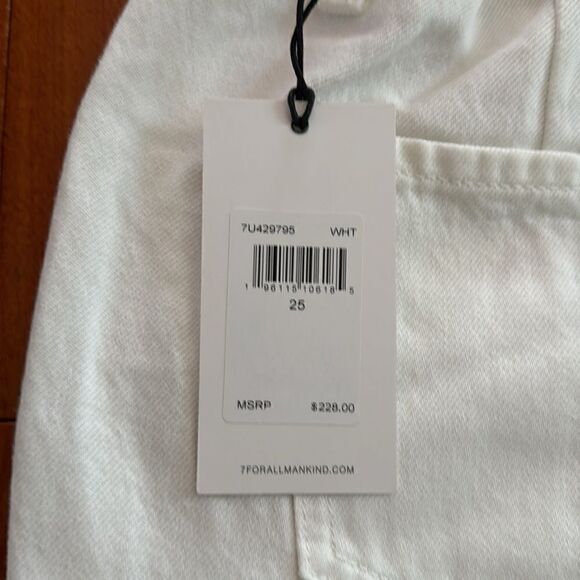 7U429795 WHT
1 96115 10618 5
25
MSRP $228.00
7FORALLMANKIND.COM